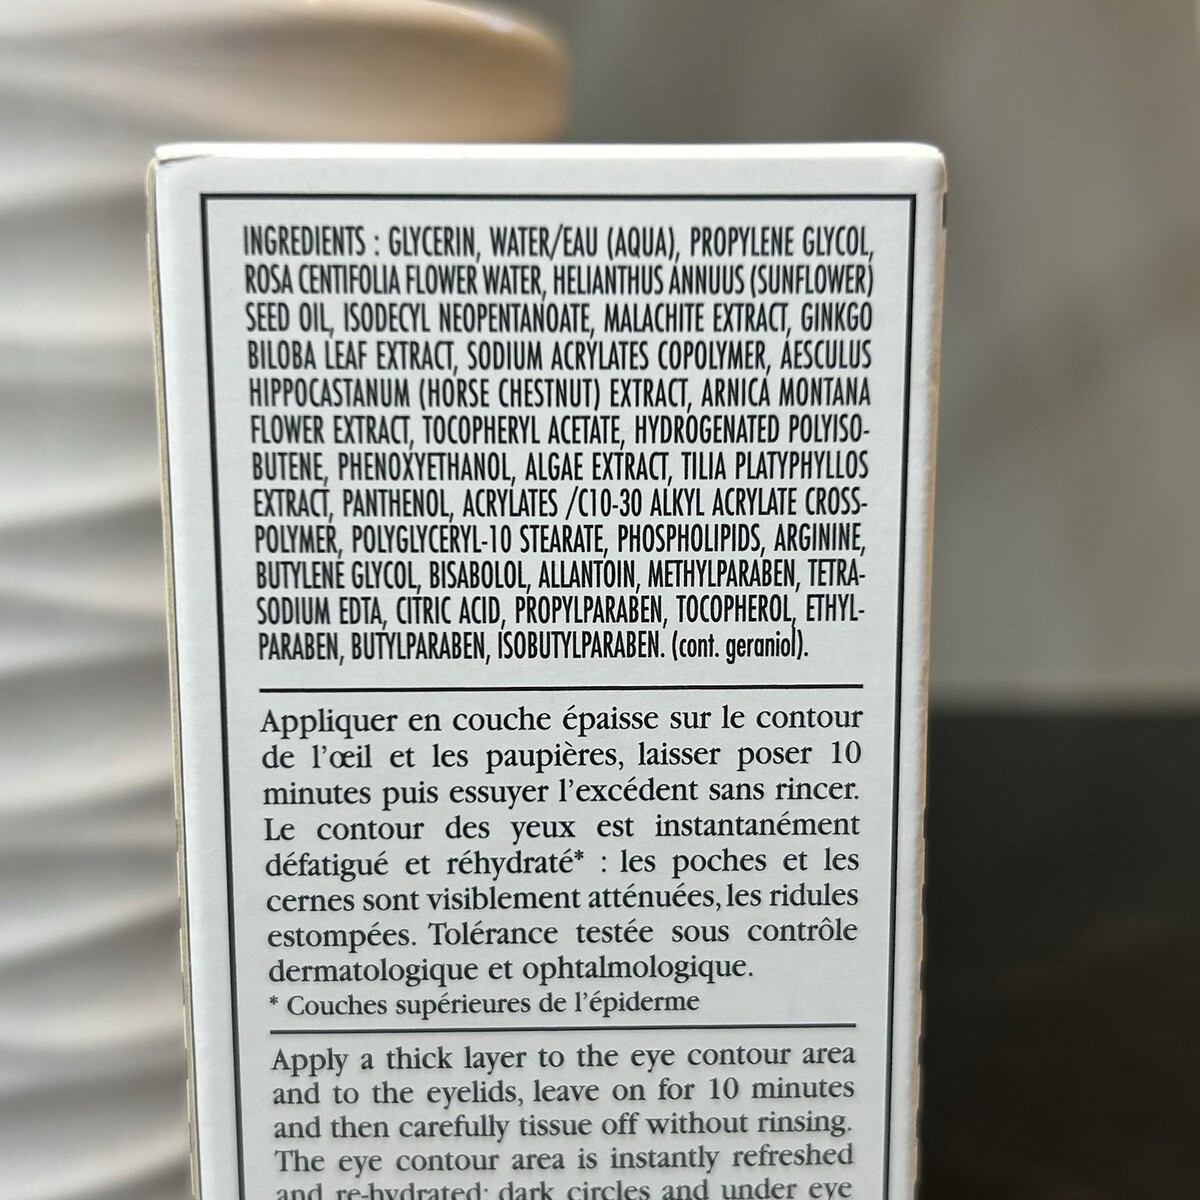 INGREDIENTS : GLYCERIN, WATER/EAU (AQUA), PROPYLENE GLYCOL,
ROSA CENTIFOLIA FLOWER WATER, HELIANTHUS ANNUUS (SUNFLOWER)
SEED OIL, ISODECYL NEOPENTANOATE, MALACHITE EXTRACT, GINKGO
BILOBA LEAF EXTRACT, SODIUM ACRYLATES COPOLYMER, AESCULUS
HIPPOCASTANUM (HORSE CHESTNUT) EXTRACT, ARNICA MONTANA
FLOWER EXTRACT, TOCOPHERYL ACETATE, HYDROGENATED POLYISO-
BUTENE, PHENOXYETHANOL, ALGAE EXTRACT, TILIA PLATYPHYLLOS
EXTRACT, PANTHENOL, ACRYLATES /C10-30 ALKYL ACRYLATE CROSS-
POLYMER, POLYGLYCERYL-10 STEARATE, PHOSPHOLIPIDS, ARGININE,
BUTYLENE GLYCOL, BISABOLOL, ALLANTOIN, METHYLPARABEN, TETRA-
SODIUM EDTA, CITRIC ACID, PROPYLPARABEN, TOCOPHEROL, ETHYL-
PARABEN, BUTYLPARABEN, ISOBUTYLPARABEN. (cont. geraniol).
Appliquer en couche épaisse sur le contour
de l'œil et les paupières, laisser poser 10
minutes puis essuyer l'excédent sans rincer.
Le contour des yeux est instantanément
défatigué et réhydraté* : les poches et les
cernes sont visiblement atténuées, les ridules
estompées. Tolérance testée sous contrôle
dermatologique et ophtalmologique.
* Couches supérieures de l'épiderme
Apply a thick layer to the eye contour area
and to the eyelids, leave on for 10 minutes
and then carefully tissue off without rinsing.
The eye contour area is instantly refreshed
and re-hydrated: dark circles and under eye